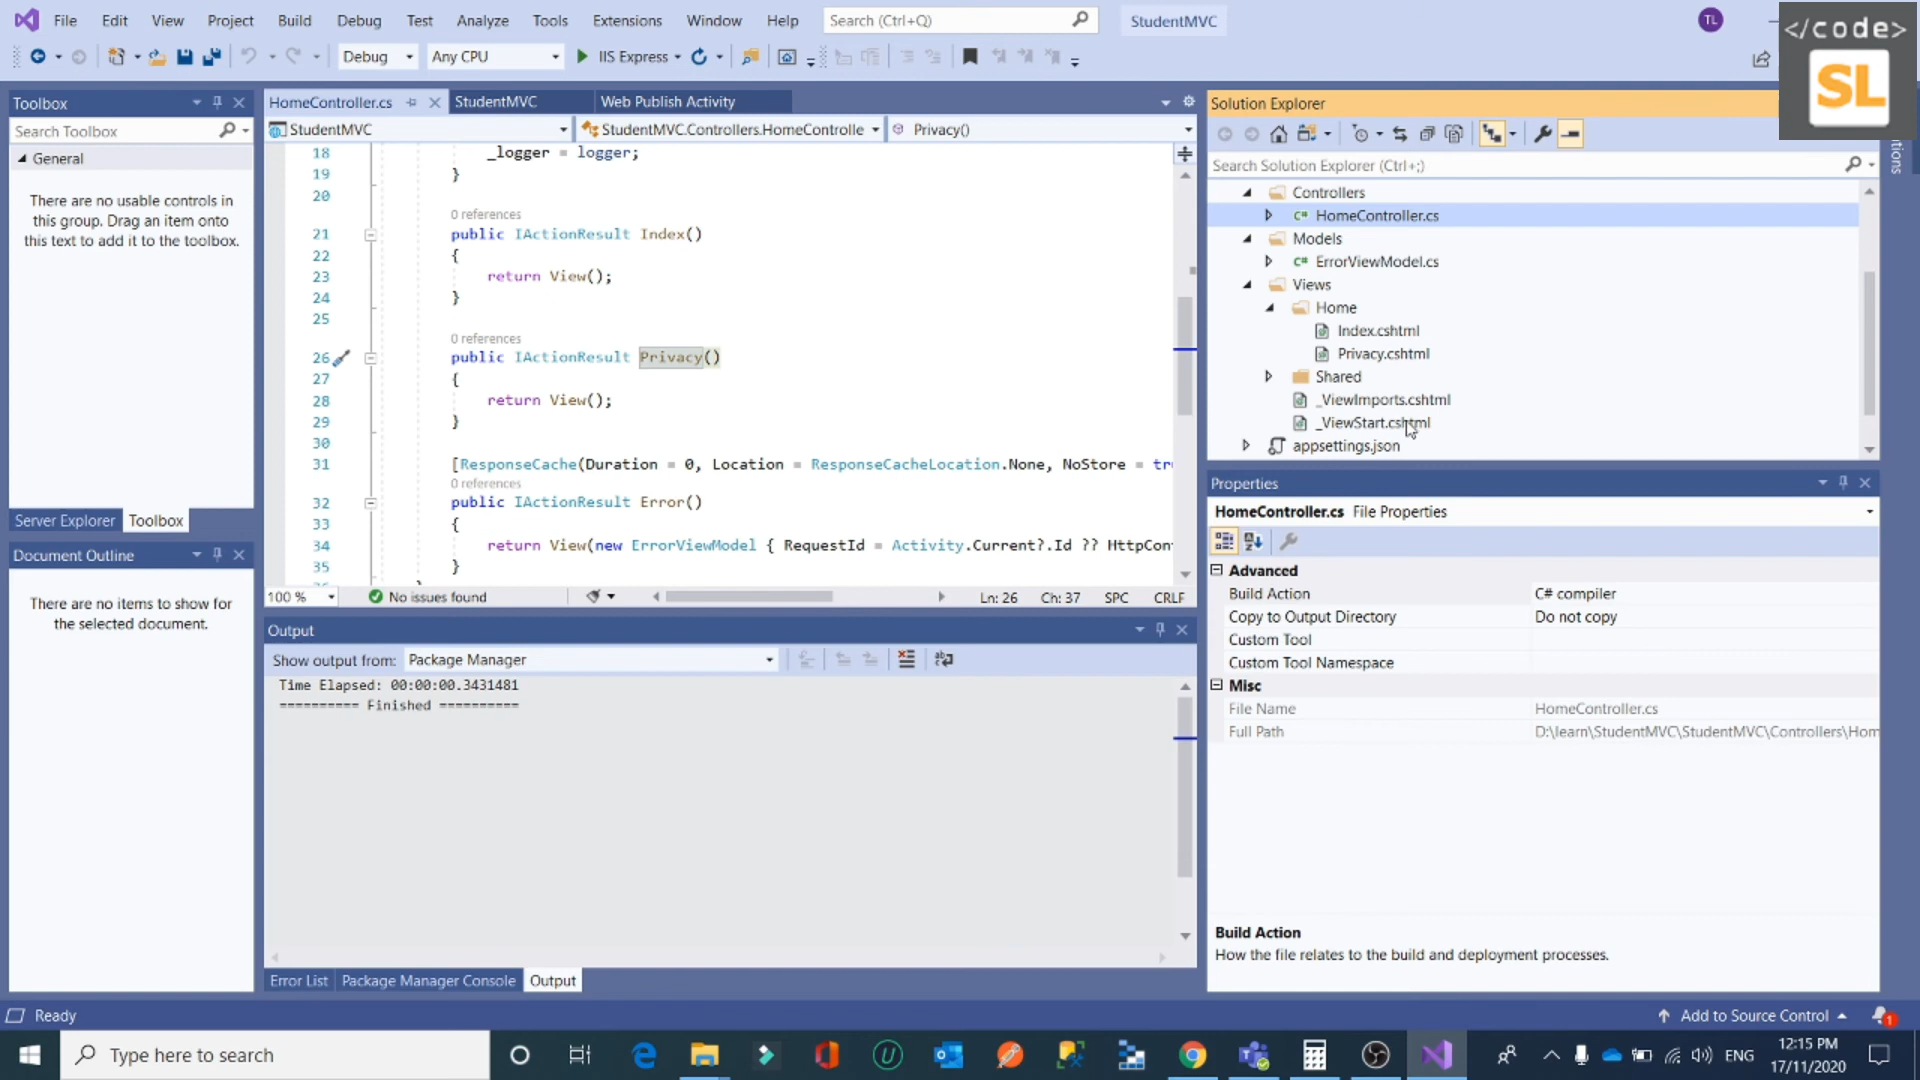 File Edit View Project Build Debug Test Analyze Tools Extensions Window Help Search (Ctrl+Q) StudentMVC TL
</code>
SL
Debug Any CPU IIS Express
Toolbox
Search Toolbox
General
There are no usable controls in
this group. Drag an item onto
this text to add it to the toolbox.
Server Explorer Toolbox
Document Outline
There are no items to show for
the selected document.
HomeController.cs StudentMVC Web Publish Activity
StudentMVC StudentMVC.Controllers.HomeControlle Privacy()
18 _logger = logger;
19 }
20
0 references
21 public IActionResult Index()
22 {
23 return View();
24 }
25
0 references
26 public IActionResult Privacy()
27 {
28 return View();
29 }
30
31 [ResponseCache(Duration = 0, Location = ResponseCacheLocation.None, NoStore = tru
0 references
32 public IActionResult Error()
33 {
34 return View(new ErrorViewModel { RequestId = Activity.Current?.Id ?? HttpCont
35 }
100 % No issues found Ln: 26 Ch: 37 SPC CRLF
Output
Show output from: Package Manager
Time Elapsed: 00:00:00.3431481
========== Finished ==========
Error List Package Manager Console Output
Solution Explorer
Search Solution Explorer (Ctrl+;)
Controllers
C# HomeController.cs
Models
C# ErrorViewModel.cs
Views
Home
Index.cshtml
Privacy.cshtml
Shared
_ViewImports.cshtml
_ViewStart.cshtml
appsettings.json
Properties
HomeController.cs File Properties
Advanced
Build Action C# compiler
Copy to Output Directory Do not copy
Custom Tool
Custom Tool Namespace
Misc
File Name HomeController.cs
Full Path D:\learn\StudentMVC\StudentMVC\Controllers\Hom
Build Action
How the file relates to the build and deployment processes.
tions
Ready Add to Source Control 1
Type here to search ENG 12:15 PM
17/11/2020